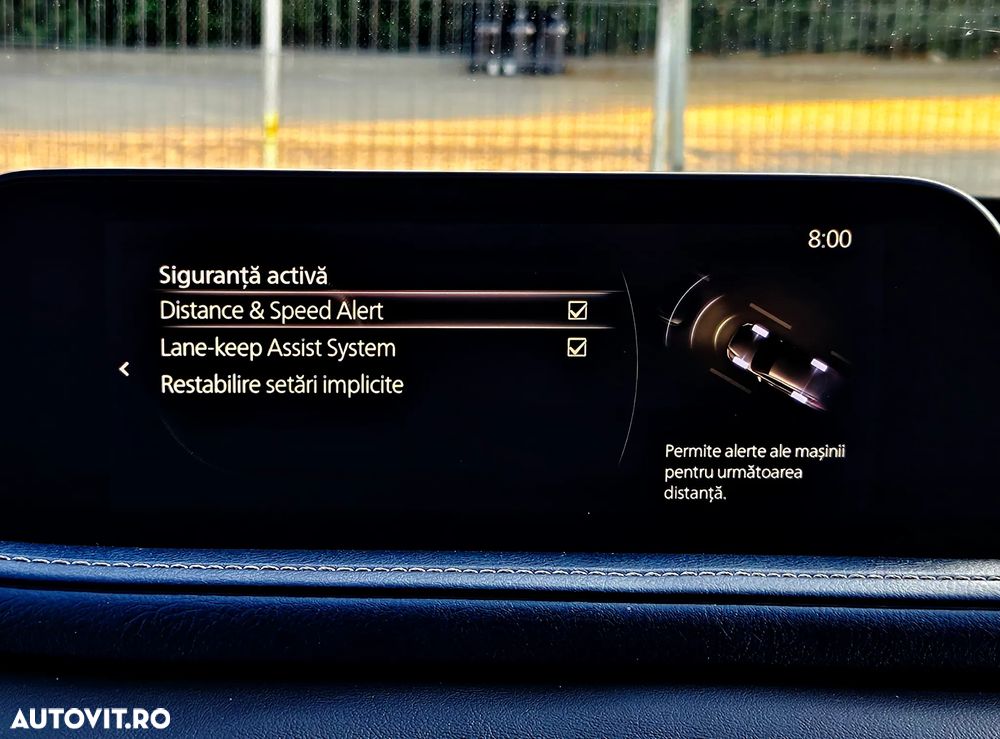 8:00
Siguranță activă
Distance & Speed Alert
Lane-keep Assist System
Restabilire setări implicite
Permite alerte ale mașinii
pentru următoarea
distanță.
AUTOVIT.RO